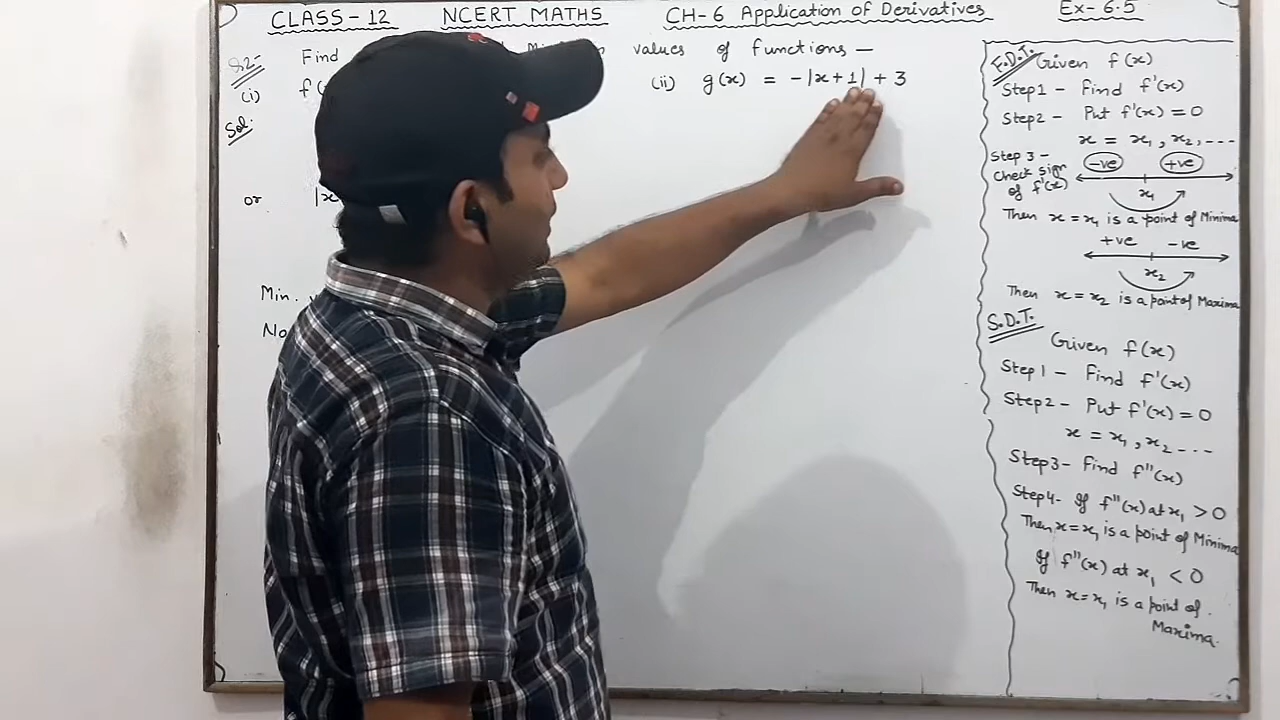 CLASS-12 NCERT MATHS CH-6 Application of Derivatives Ex-6.5
Q.2- Find values of functions —
(i) f(
(ii) g(x) = -|x+1| + 3
Sol:
or |x
Min.
No
F.D.T. Given f(x)
Step1 - Find f'(x)
Step2 - Put f'(x) = 0
x = x₁, x₂, ----
Step 3 - -ve +ve
Check sign
of f'(x) x₁
Then x = x₁ is a point of Minima
+ve -ve
x₂
Then x = x₂ is a point of Maxima
S.D.T.
Given f(x)
Step1 - Find f'(x)
Step2 - Put f'(x) = 0
x = x₁, x₂ ----
Step3- Find f''(x)
Step4- If f''(x) at x₁ > 0
Then x = x₁ is a point of Minima
If f''(x) at x₁ < 0
Then x = x₁ is a point of
Maxima.